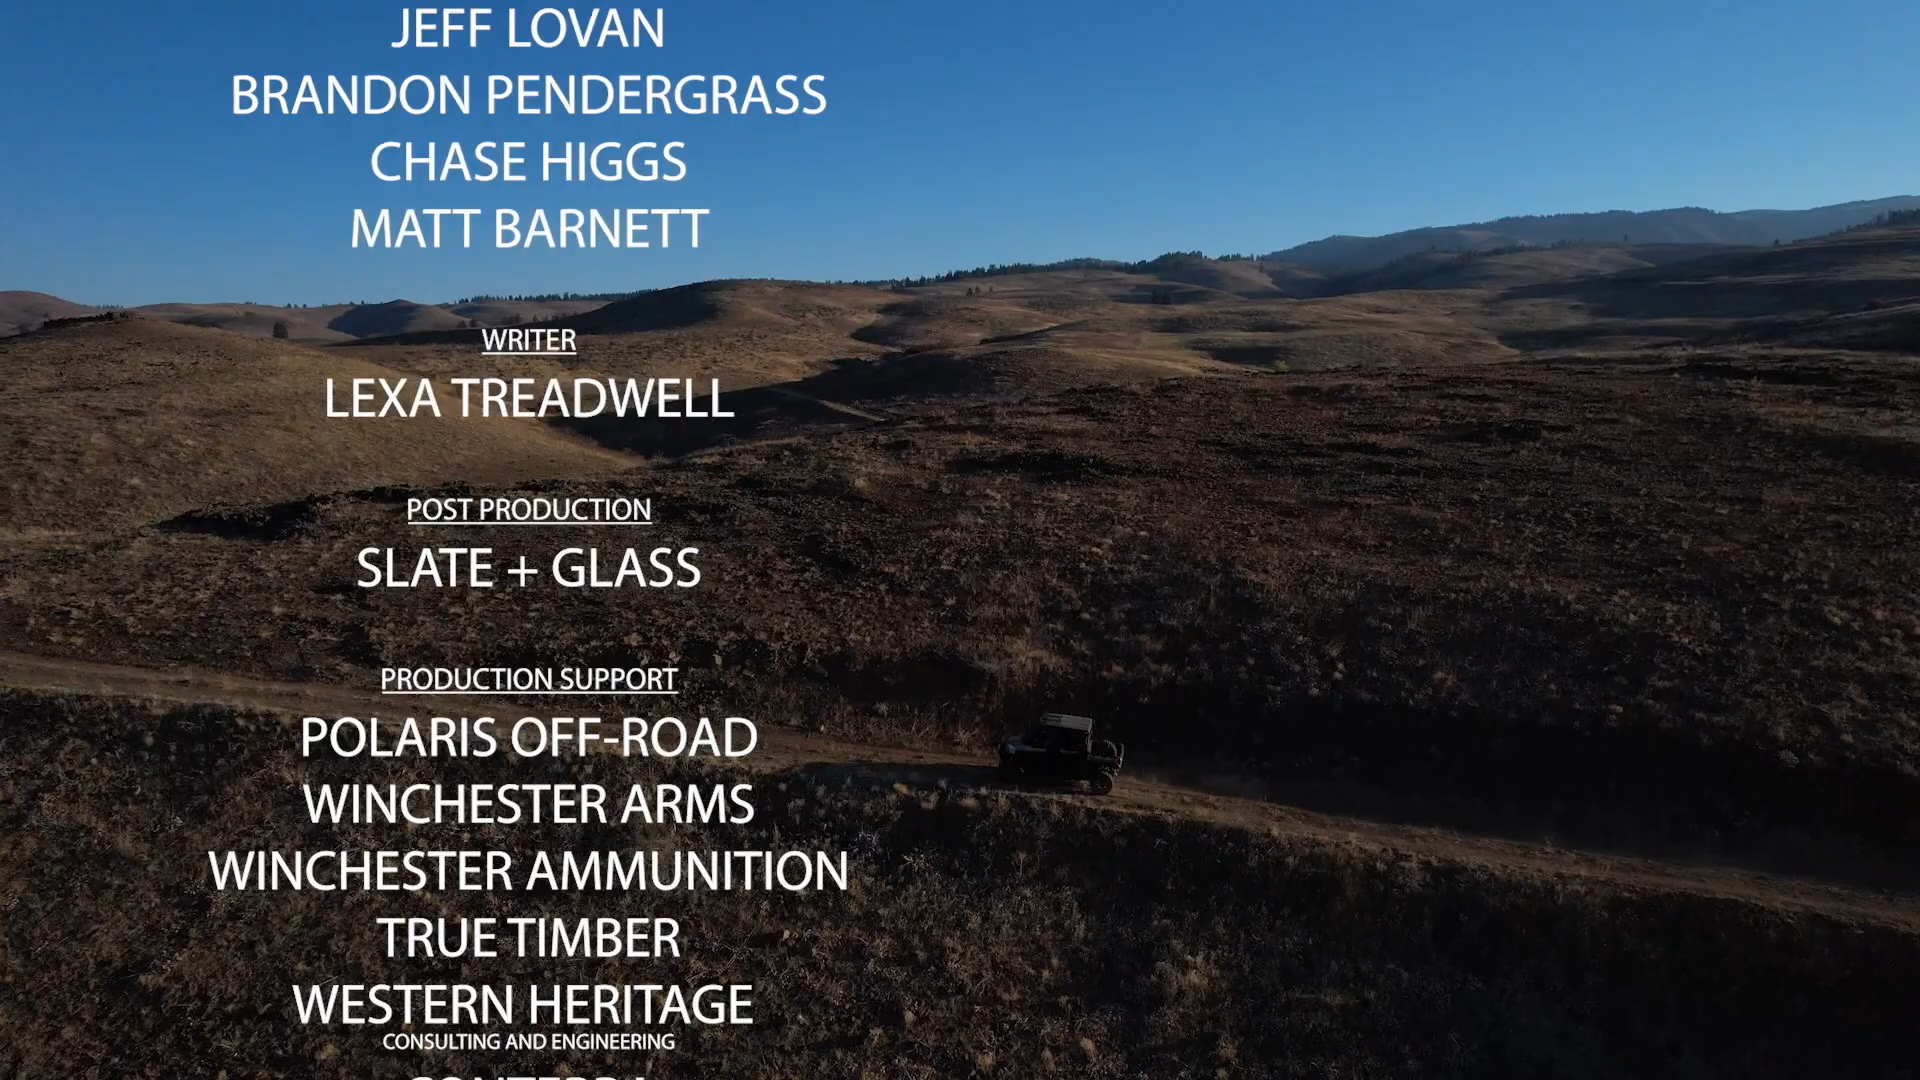 JEFF LOVAN
BRANDON PENDERGRASS
CHASE HIGGS
MATT BARNETT
WRITER
LEXA TREADWELL
POST PRODUCTION
SLATE + GLASS
PRODUCTION SUPPORT
POLARIS OFF-ROAD
WINCHESTER ARMS
WINCHESTER AMMUNITION
TRUE TIMBER
WESTERN HERITAGE
CONSULTING AND ENGINEERING